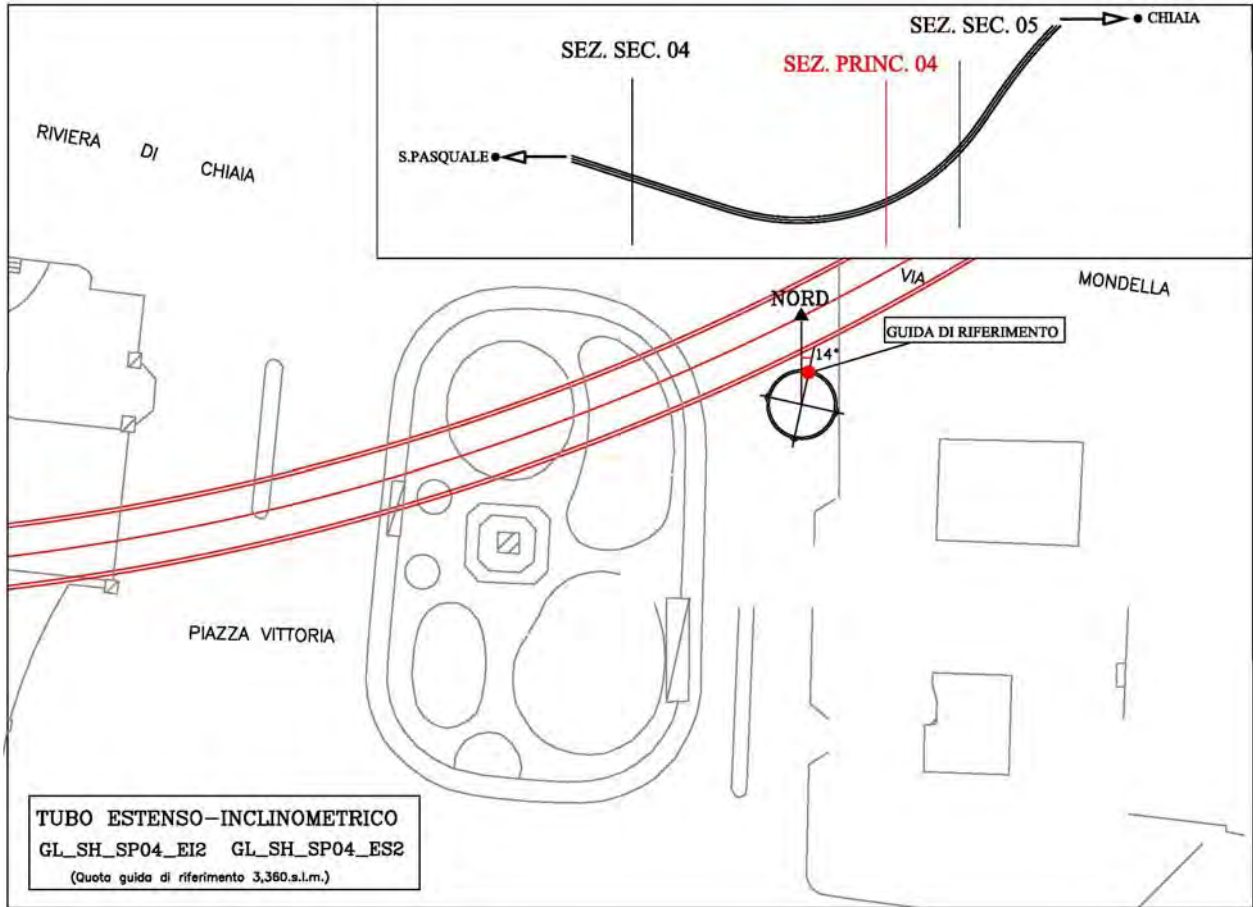 SEZ. SEC. 04
SEZ. PRINC. 04
SEZ. SEC. 05
CHIAIA
S.PASQUALE
RIVIERA DI CHIAIA
VIA MONDELLA
NORD
GUIDA DI RIFERIMENTO
14°
PIAZZA VITTORIA
TUBO ESTENSO-INCLINOMETRICO
GL_SH_SP04_EI2 GL_SH_SP04_ES2
(Quota guida di riferimento 3,360.s.l.m.)